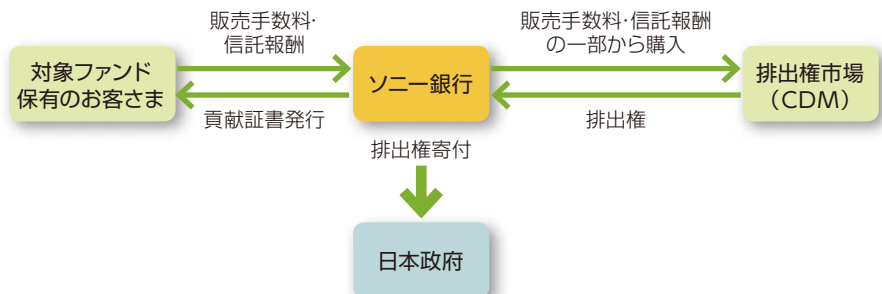 販売手数料・
信託報酬
販売手数料・信託報酬
の一部から購入
対象ファンド
保有のお客さま
ソニー銀行
排出権市場
（CDM）
貢献証書発行
排出権
排出権寄付
日本政府